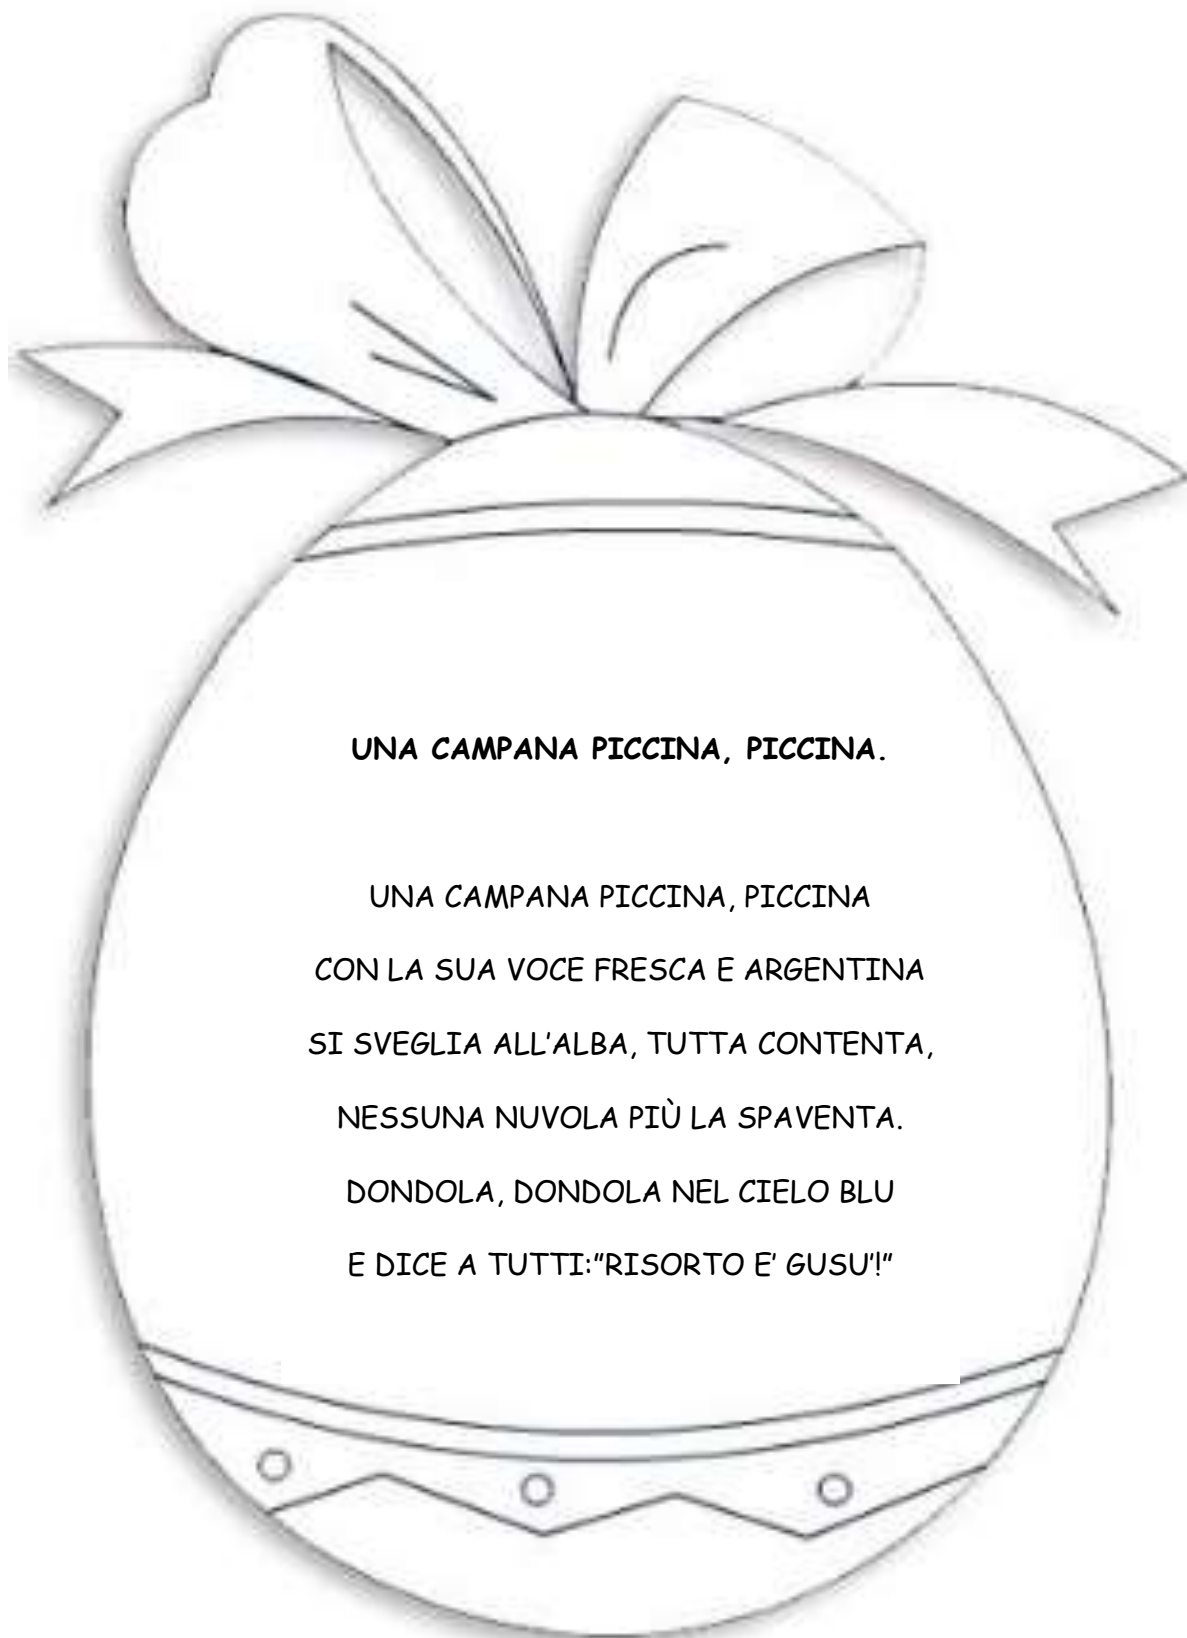 UNA CAMPANA PICCINA, PICCINA.
UNA CAMPANA PICCINA, PICCINA
CON LA SUA VOCE FRESCA E ARGENTINA
SI SVEGLIA ALL’ALBA, TUTTA CONTENTA,
NESSUNA NUVOLA PIÙ LA SPAVENTA.
DONDOLA, DONDOLA NEL CIELO BLU
E DICE A TUTTI:”RISORTO E’ GUSU’!”